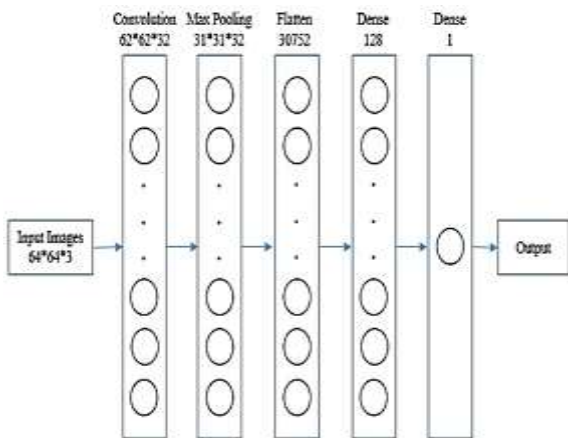 Convolution
62*62*32
Max Pooling
31*31*32
Flatten
30752
Dense
128
Dense
1
Input Images
64*64*3
Output